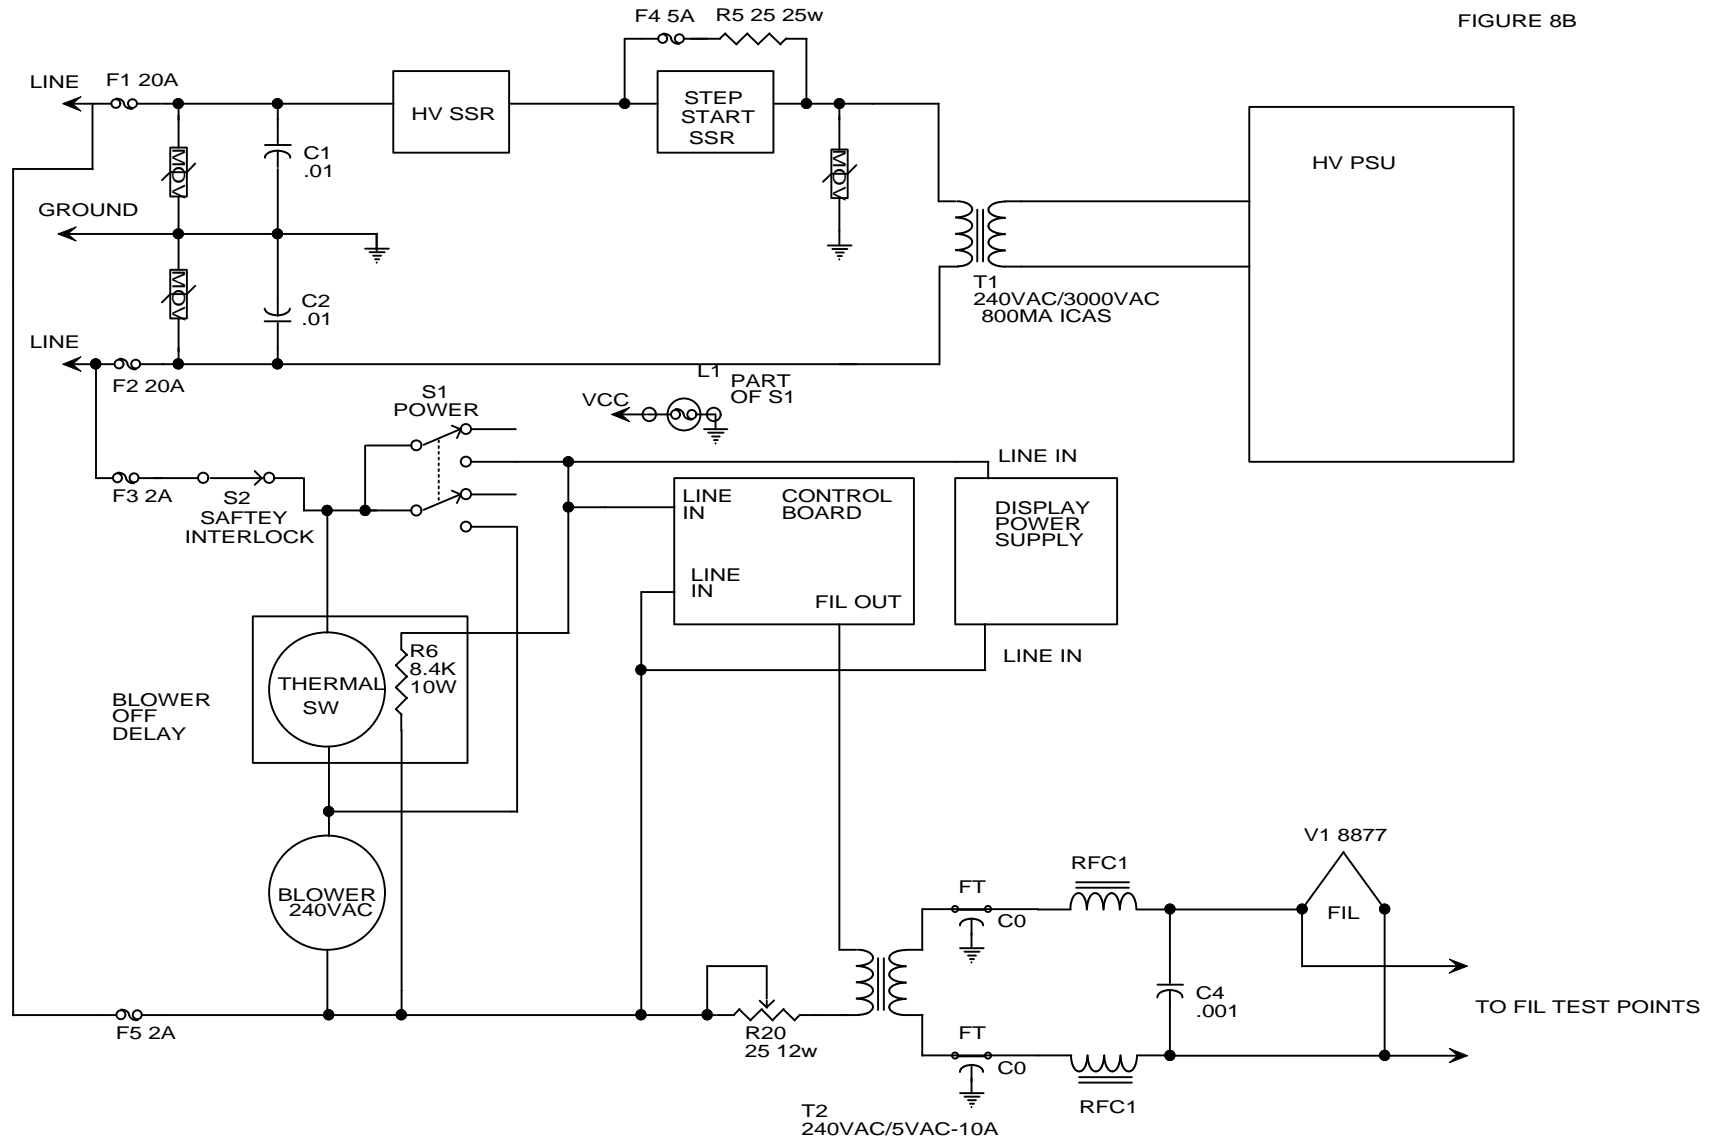 FIGURE 8B
F4 5A
R5 25 25w
LINE
F1 20A
HV SSR
STEP
START
SSR
MOV
C1
.01
MOV
HV PSU
GROUND
MOV
C2
.01
T1
240VAC/3000VAC
800MA ICAS
LINE
F2 20A
L1
PART
OF S1
VCC
S1
POWER
F3 2A
S2
SAFTEY
INTERLOCK
LINE
IN
CONTROL
BOARD
LINE
IN
FIL OUT
LINE IN
DISPLAY
POWER
SUPPLY
LINE IN
R6
8.4K
10W
THERMAL
SW
BLOWER
OFF
DELAY
BLOWER
240VAC
V1 8877
RFC1
FT
C0
FIL
C4
.001
TO FIL TEST POINTS
F5 2A
R20
25 12w
FT
C0
RFC1
T2
240VAC/5VAC-10A